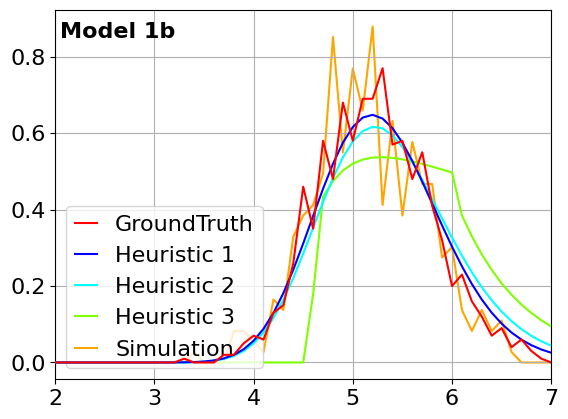 Model 1b
0.8
0.6
0.4
0.2
0.0
GroundTruth
Heuristic 1
Heuristic 2
Heuristic 3
Simulation
2 3 4 5 6 7